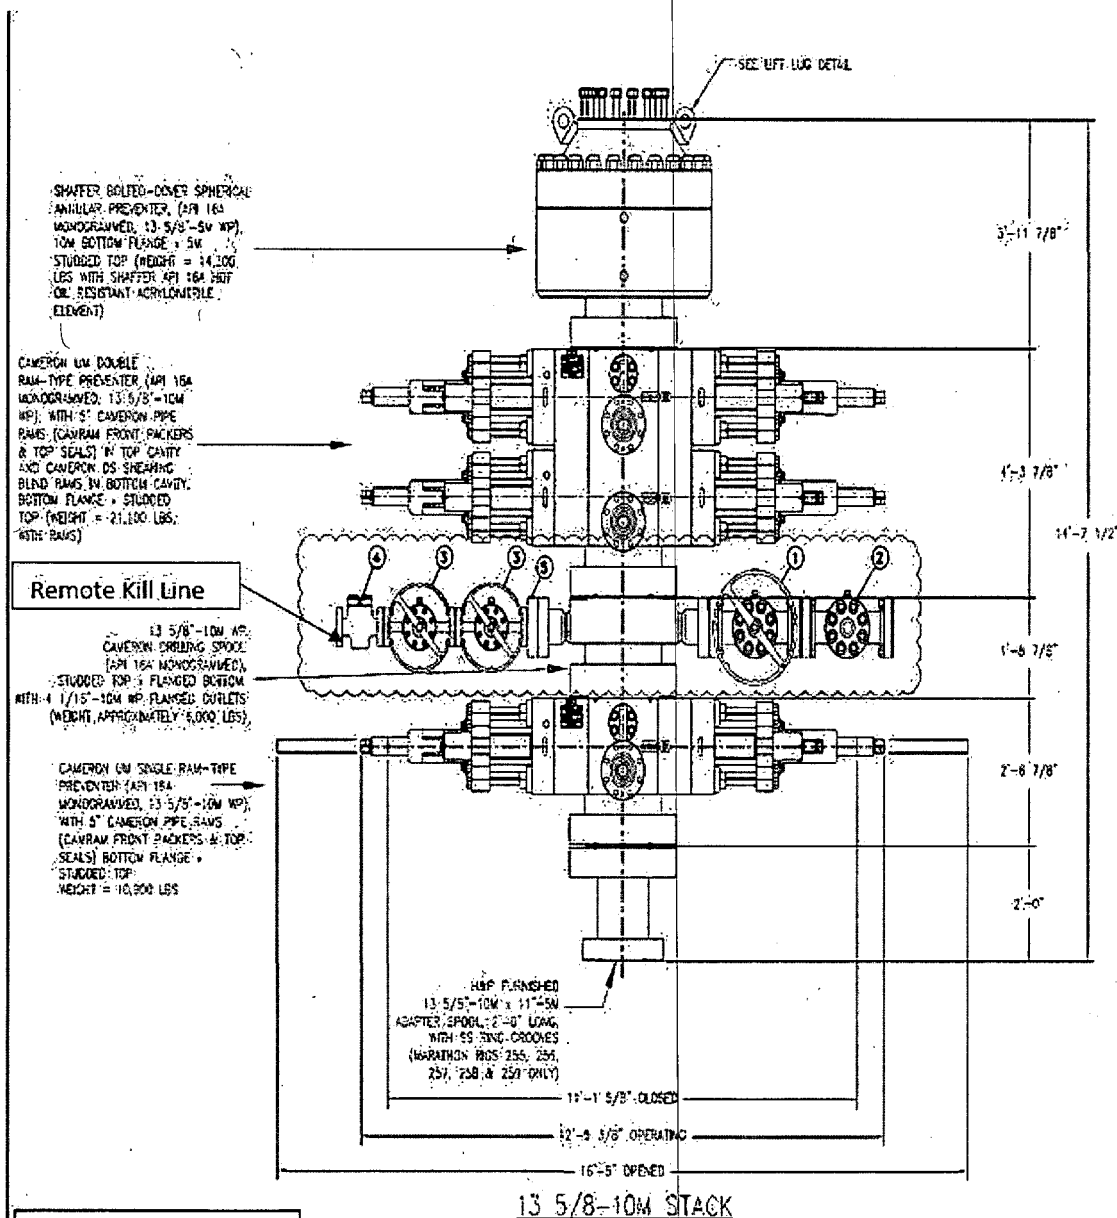 SEE LIFT LUG DETAIL
SHAFFER BOLTED-COVER SPHERICAL
ANNULAR PREVENTER, (API 16A
MONOGRAMMED, 13-5/8"-5M WP),
10M BOTTOM FLANGE x 5M
STUDDED TOP (WEIGHT = 14,300
LBS WITH SHAFFER API 16A HOT
OIL RESISTANT ACRYLONITRILE
ELEMENT)
CAMERON UM DOUBLE
RAM-TYPE PREVENTER (API 16A
MONOGRAMMED, 13-5/8"-10M
WP), WITH 5" CAMERON PIPE
RAMS (CAMRAM FRONT PACKERS
& TOP SEALS) IN TOP CAVITY
AND CAMERON DS SHEARING
BLIND RAMS IN BOTTOM CAVITY,
BOTTOM FLANGE x STUDDED
TOP (WEIGHT = 21,100 LBS,
WITH RAMS)
Remote Kill Line
13 5/8"-10M WP
CAMERON DRILLING SPOOL
(API 16A MONOGRAMMED),
STUDDED TOP x FLANGED BOTTOM
WITH 4 1/16"-10M WP FLANGED OUTLETS
(WEIGHT APPROXIMATELY 5,000 LBS),
CAMERON UM SINGLE RAM-TYPE
PREVENTER (API 16A
MONOGRAMMED, 13-5/8"-10M WP)
WITH 5" CAMERON PIPE RAMS
(CAMRAM FRONT PACKERS & TOP
SEALS) BOTTOM FLANGE x
STUDDED TOP
WEIGHT = 10,900 LBS
4
3
3
5
1
2
3'-11 7/8"
4'-3 7/8"
14'-7 1/2"
1'-8 7/8"
2'-6 7/8"
2'-0"
H&P FURNISHED
13 5/8"-10M x 11"-5M
ADAPTER SPOOL, 2'-0" LONG,
WITH SS RING-GROOVES
(MARATHON RIGS 255, 256,
257, 258 & 259 ONLY)
11'-1 5/8" CLOSED
12'-9 3/8" OPERATING
16'-5" OPENED
13 5/8-10M STACK